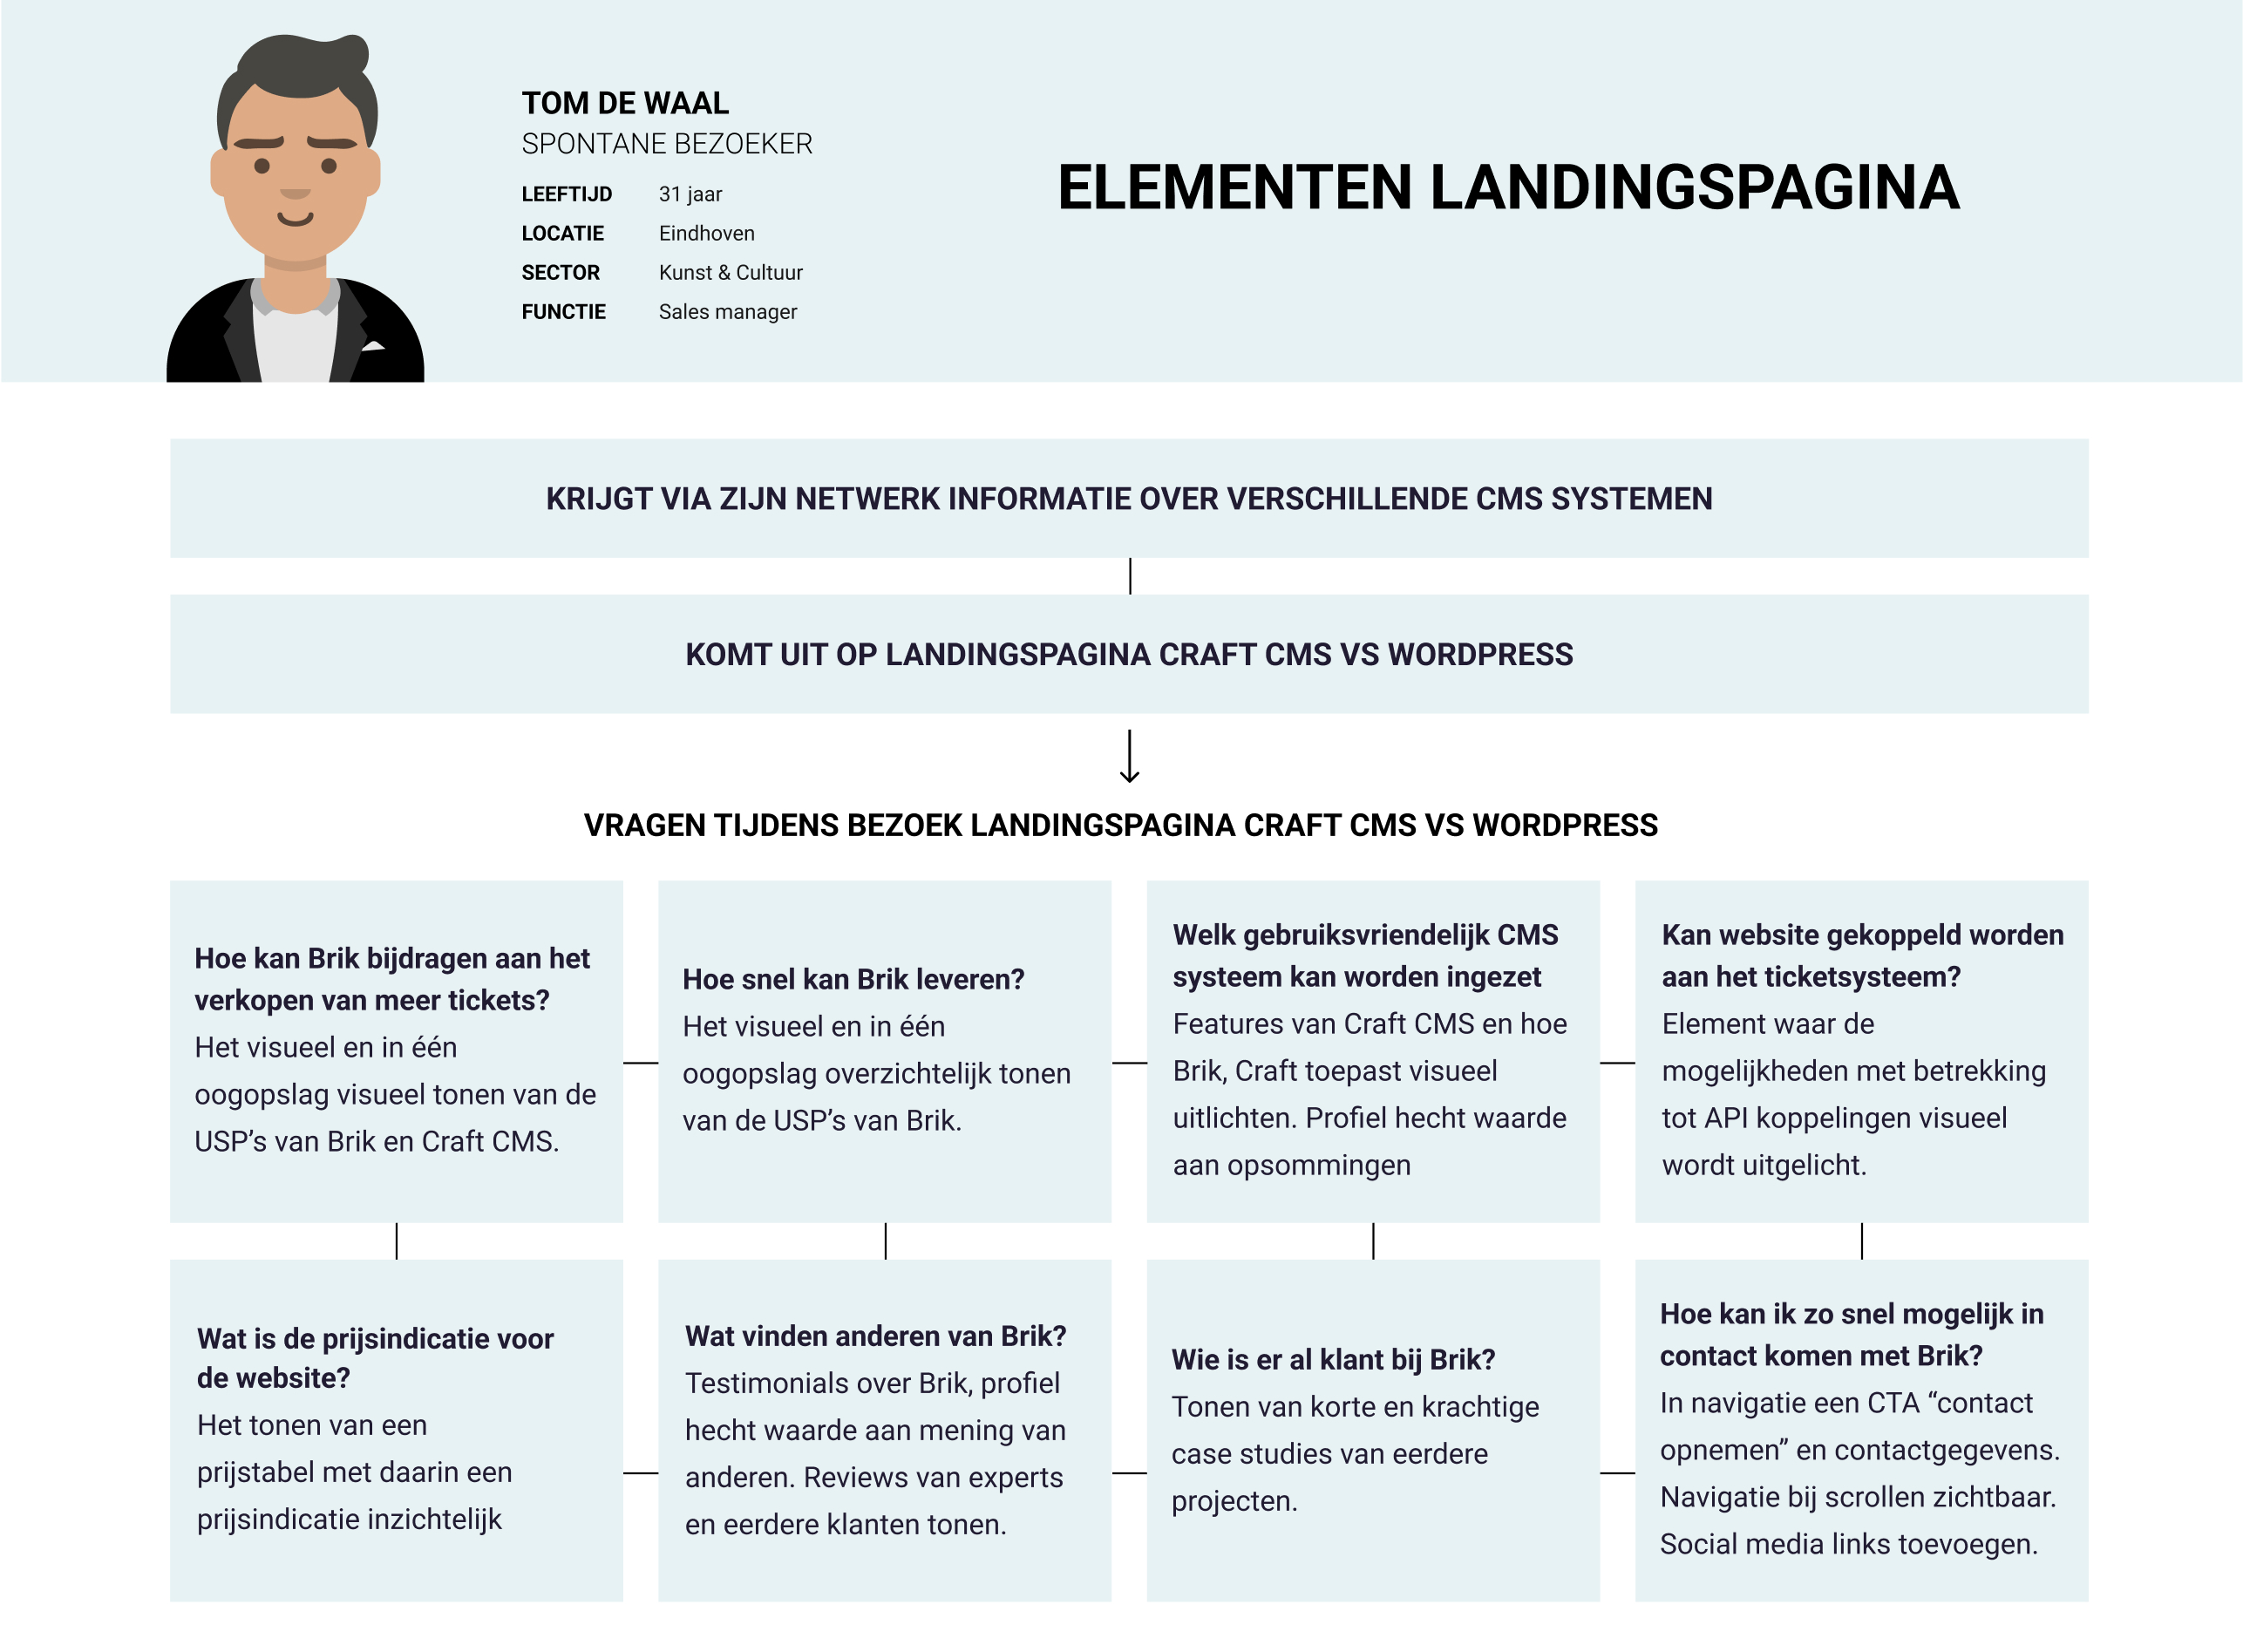 TOM DE WAAL
SPONTANE BEZOEKER
LEEFTIJD 31 jaar
LOCATIE Eindhoven
SECTOR Kunst & Cultuur
FUNCTIE Sales manager
ELEMENTEN LANDINGSPAGINA
KRIJGT VIA ZIJN NETWERK INFORMATIE OVER VERSCHILLENDE CMS SYSTEMEN
KOMT UIT OP LANDINGSPAGINA CRAFT CMS VS WORDPRESS
VRAGEN TIJDENS BEZOEK LANDINGSPAGINA CRAFT CMS VS WORDPRESS
Hoe kan Brik bijdragen aan het
verkopen van meer tickets?
Het visueel en in één
oogopslag visueel tonen van de
USP’s van Brik en Craft CMS.
Hoe snel kan Brik leveren?
Het visueel en in één
oogopslag overzichtelijk tonen
van de USP’s van Brik.
Welk gebruiksvriendelijk CMS
systeem kan worden ingezet
Features van Craft CMS en hoe
Brik, Craft toepast visueel
uitlichten. Profiel hecht waarde
aan opsommingen
Kan website gekoppeld worden
aan het ticketsysteem?
Element waar de
mogelijkheden met betrekking
tot API koppelingen visueel
wordt uitgelicht.
Wat is de prijsindicatie voor
de website?
Het tonen van een
prijstabel met daarin een
prijsindicatie inzichtelijk
Wat vinden anderen van Brik?
Testimonials over Brik, profiel
hecht waarde aan mening van
anderen. Reviews van experts
en eerdere klanten tonen.
Wie is er al klant bij Brik?
Tonen van korte en krachtige
case studies van eerdere
projecten.
Hoe kan ik zo snel mogelijk in
contact komen met Brik?
In navigatie een CTA “contact
opnemen” en contactgegevens.
Navigatie bij scrollen zichtbaar.
Social media links toevoegen.